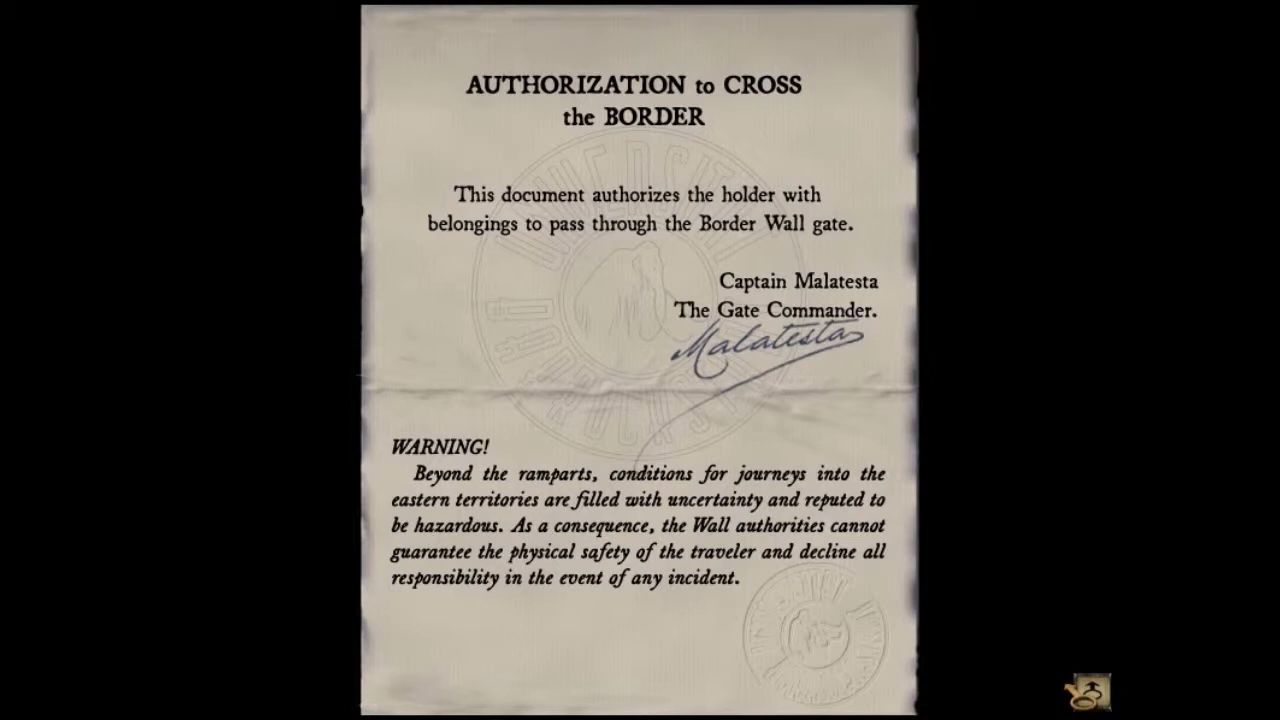 AUTHORIZATION to CROSS
the BORDER
This document authorizes the holder with
belongings to pass through the Border Wall gate.
Captain Malatesta
The Gate Commander.
Malatesta
WARNING!
Beyond the ramparts, conditions for journeys into the
eastern territories are filled with uncertainty and reputed to
be hazardous. As a consequence, the Wall authorities cannot
guarantee the physical safety of the traveler and decline all
responsibility in the event of any incident.